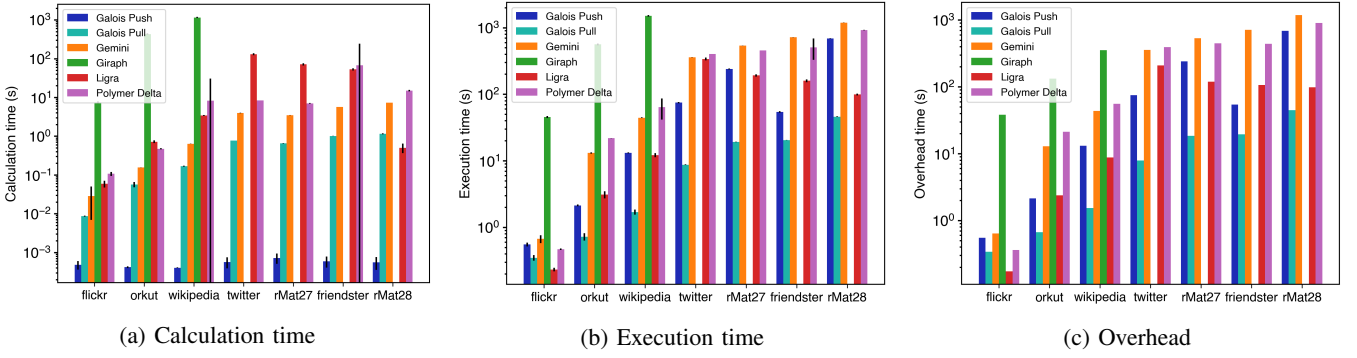 Calculation time (s)
10³
10²
10¹
10⁰
10⁻¹
10⁻²
10⁻³
Galois Push
Galois Pull
Gemini
Giraph
Ligra
Polymer Delta
flickr orkut wikipedia twitter rMat27 friendster rMat28
(a) Calculation time
Execution time (s)
10³
10²
10¹
10⁰
Galois Push
Galois Pull
Gemini
Giraph
Ligra
Polymer Delta
flickr orkut wikipedia twitter rMat27 friendster rMat28
(b) Execution time
Overhead time (s)
10³
10²
10¹
10⁰
Galois Push
Galois Pull
Gemini
Giraph
Ligra
Polymer Delta
flickr orkut wikipedia twitter rMat27 friendster rMat28
(c) Overhead